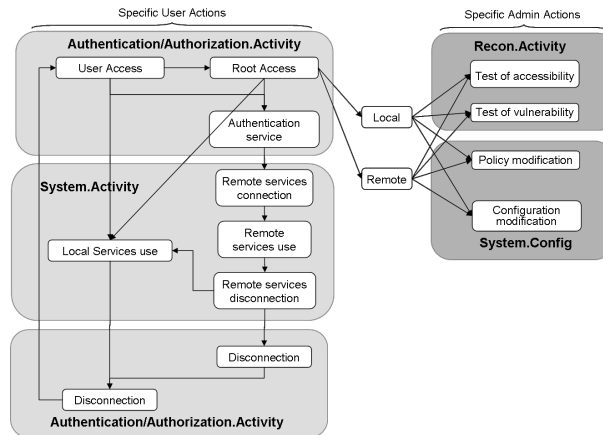 Specific User Actions
Specific Admin Actions
Authentication/Authorization.Activity
User Access
Root Access
Authentication
service
System.Activity
Remote services
connection
Remote
services use
Local Services use
Remote services
disconnection
Disconnection
Disconnection
Authentication/Authorization.Activity
Local
Remote
Recon.Activity
Test of accessibility
Test of vulnerability
Policy modification
Configuration
modification
System.Config